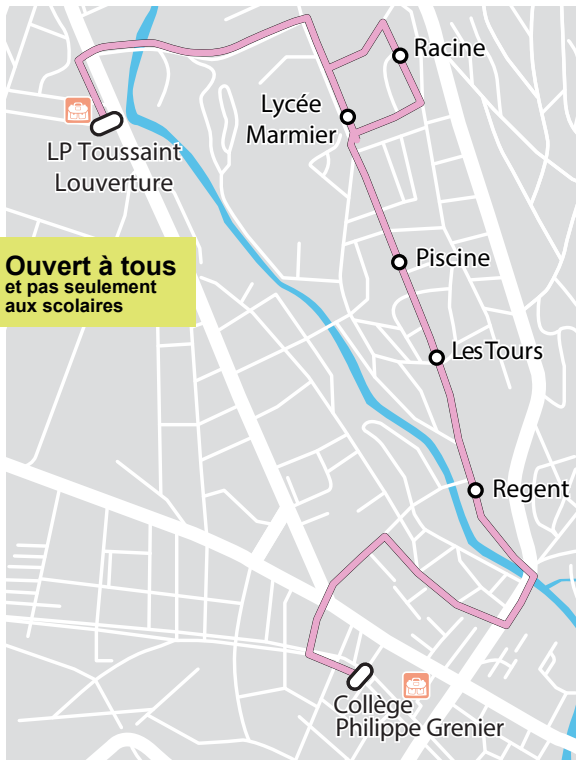 Racine
Lycée
Marmier
LP Toussaint
Louverture
Ouvert à tous
et pas seulement
aux scolaires
Piscine
Les Tours
Regent
Collège
Philippe Grenier